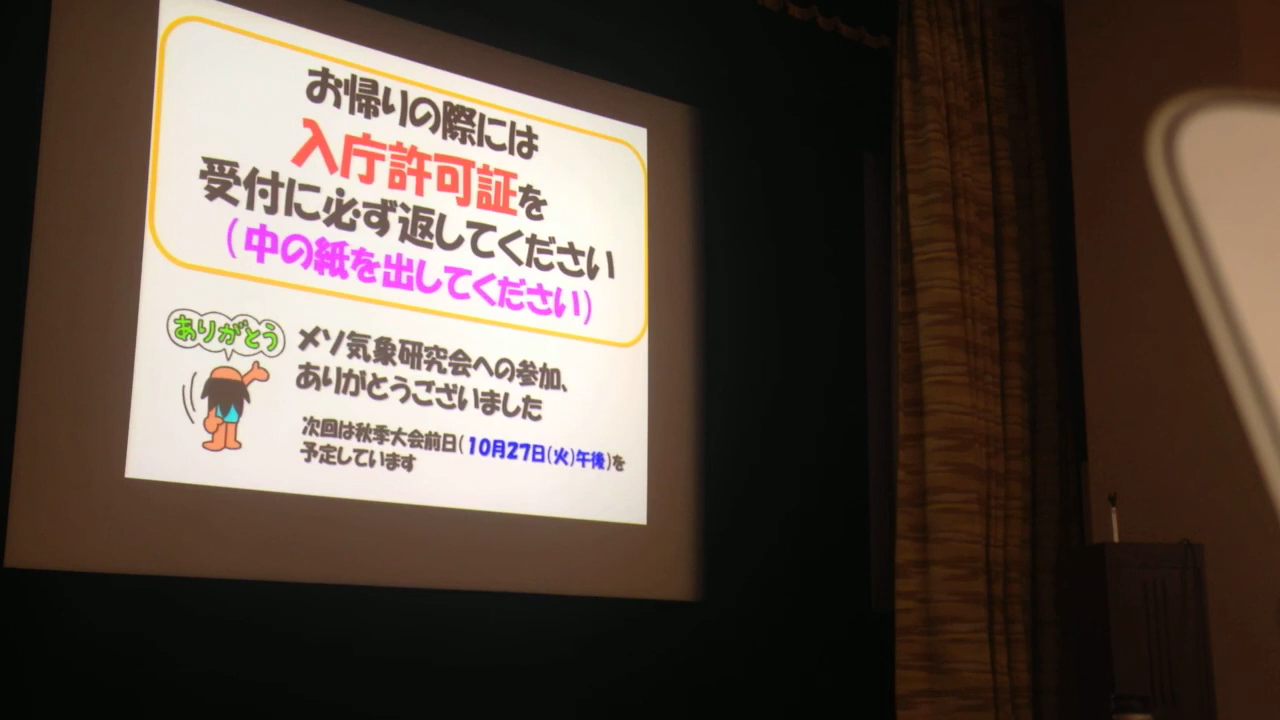 お帰りの際には
入庁許可証を
受付に必ず返してください
(中の紙を出してください)
ありがとう
メソ気象研究会への参加、
ありがとうございました
次回は秋季大会前日(10月27日(火)午後)を
予定しています